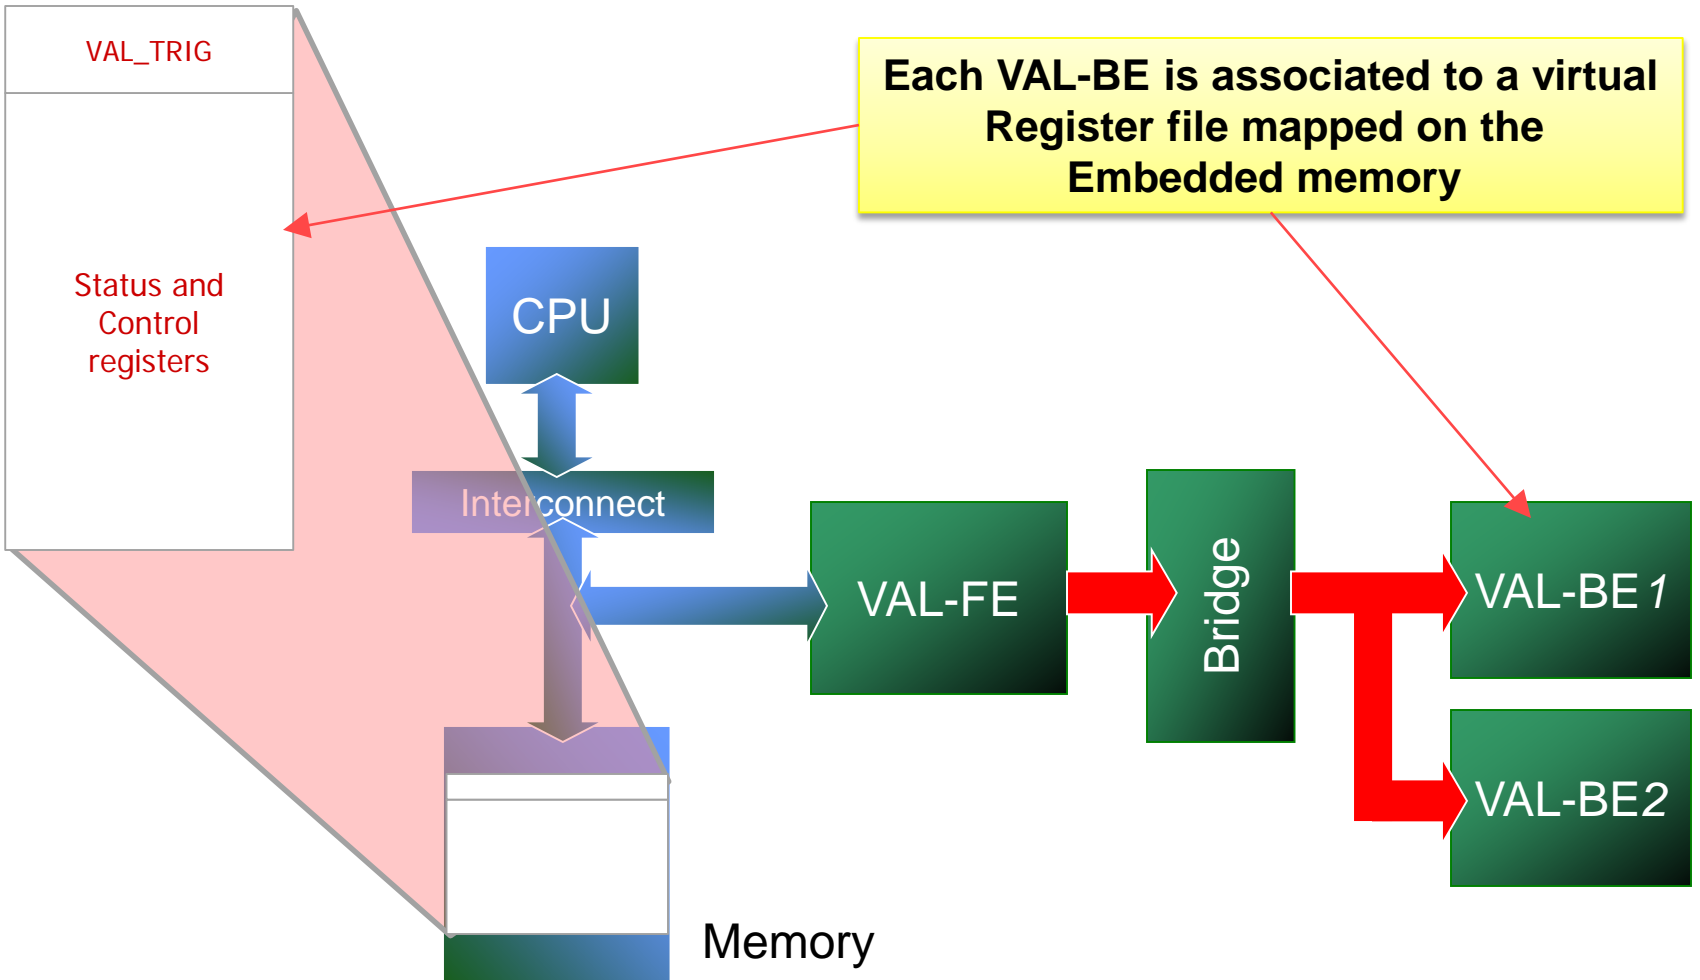 VAL_TRIG
Each VAL-BE is associated to a virtual
Register file mapped on the
Embedded memory
Status and
Control
registers
CPU
Interconnect
VAL-FE
Bridge
VAL-BE1
VAL-BE2
Memory